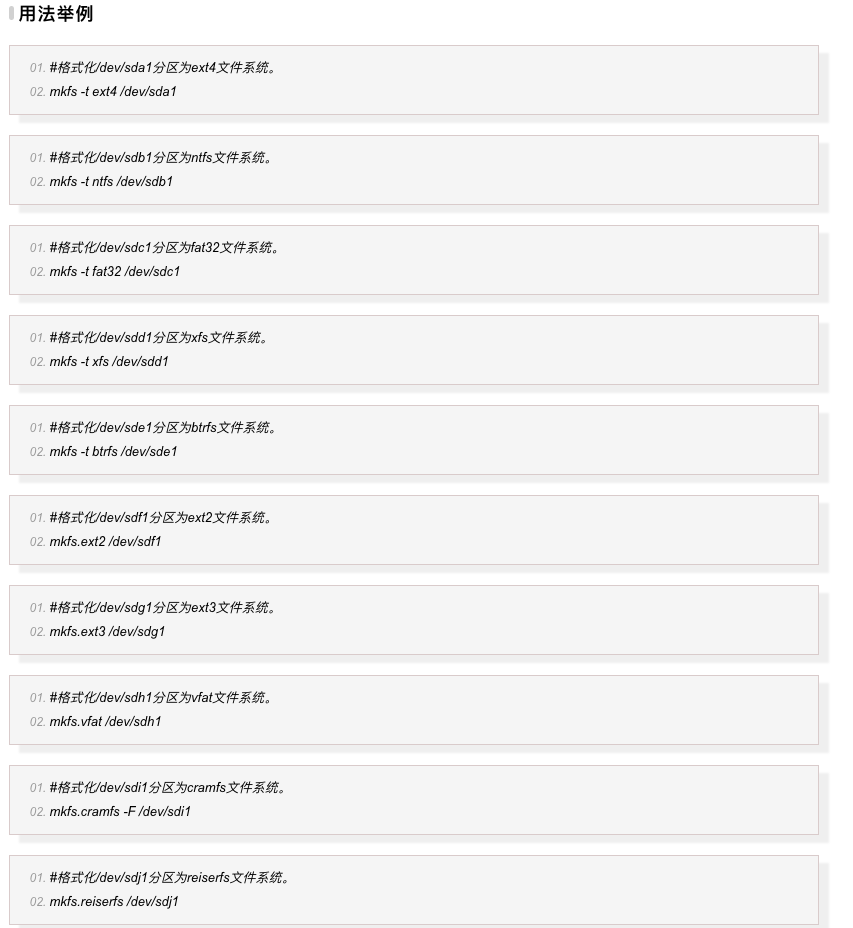 用法举例
01. #格式化/dev/sda1分区为ext4文件系统。
02. mkfs -t ext4 /dev/sda1
01. #格式化/dev/sdb1分区为ntfs文件系统。
02. mkfs -t ntfs /dev/sdb1
01. #格式化/dev/sdc1分区为fat32文件系统。
02. mkfs -t fat32 /dev/sdc1
01. #格式化/dev/sdd1分区为xfs文件系统。
02. mkfs -t xfs /dev/sdd1
01. #格式化/dev/sde1分区为btrfs文件系统。
02. mkfs -t btrfs /dev/sde1
01. #格式化/dev/sdf1分区为ext2文件系统。
02. mkfs.ext2 /dev/sdf1
01. #格式化/dev/sdg1分区为ext3文件系统。
02. mkfs.ext3 /dev/sdg1
01. #格式化/dev/sdh1分区为vfat文件系统。
02. mkfs.vfat /dev/sdh1
01. #格式化/dev/sdi1分区为cramfs文件系统。
02. mkfs.cramfs -F /dev/sdi1
01. #格式化/dev/sdj1分区为reiserfs文件系统。
02. mkfs.reiserfs /dev/sdj1